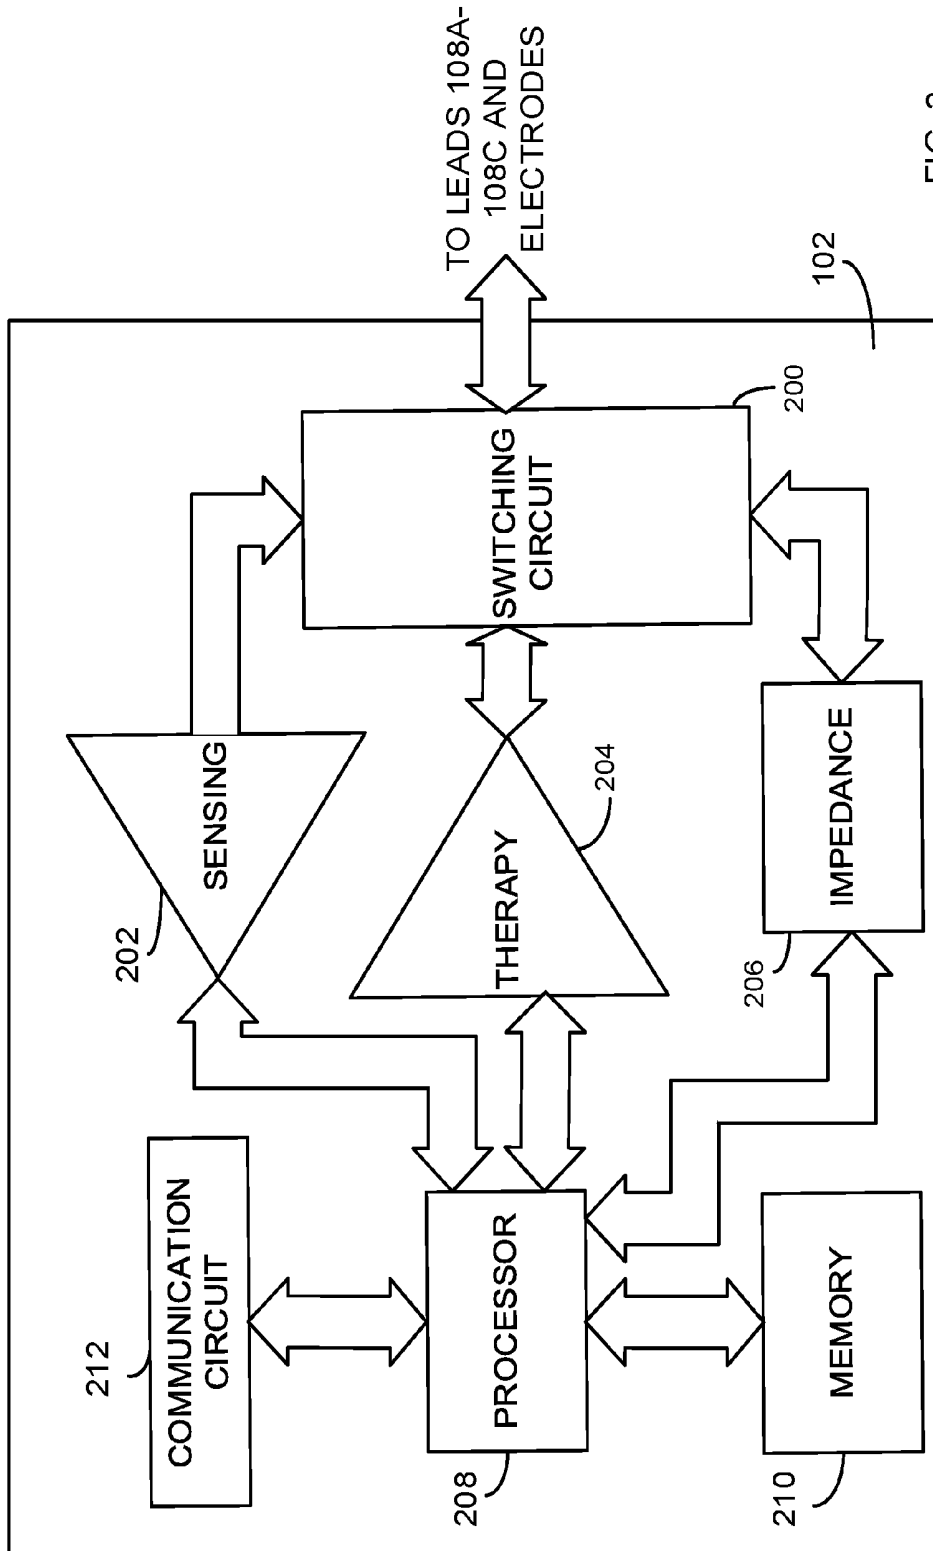 212
COMMUNICATION
CIRCUIT
202
SENSING
TO LEADS 108A-
108C AND
ELECTRODES
208
PROCESSOR
THERAPY
204
SWITCHING
CIRCUIT
200
210
MEMORY
206
IMPEDANCE
102
FIG.